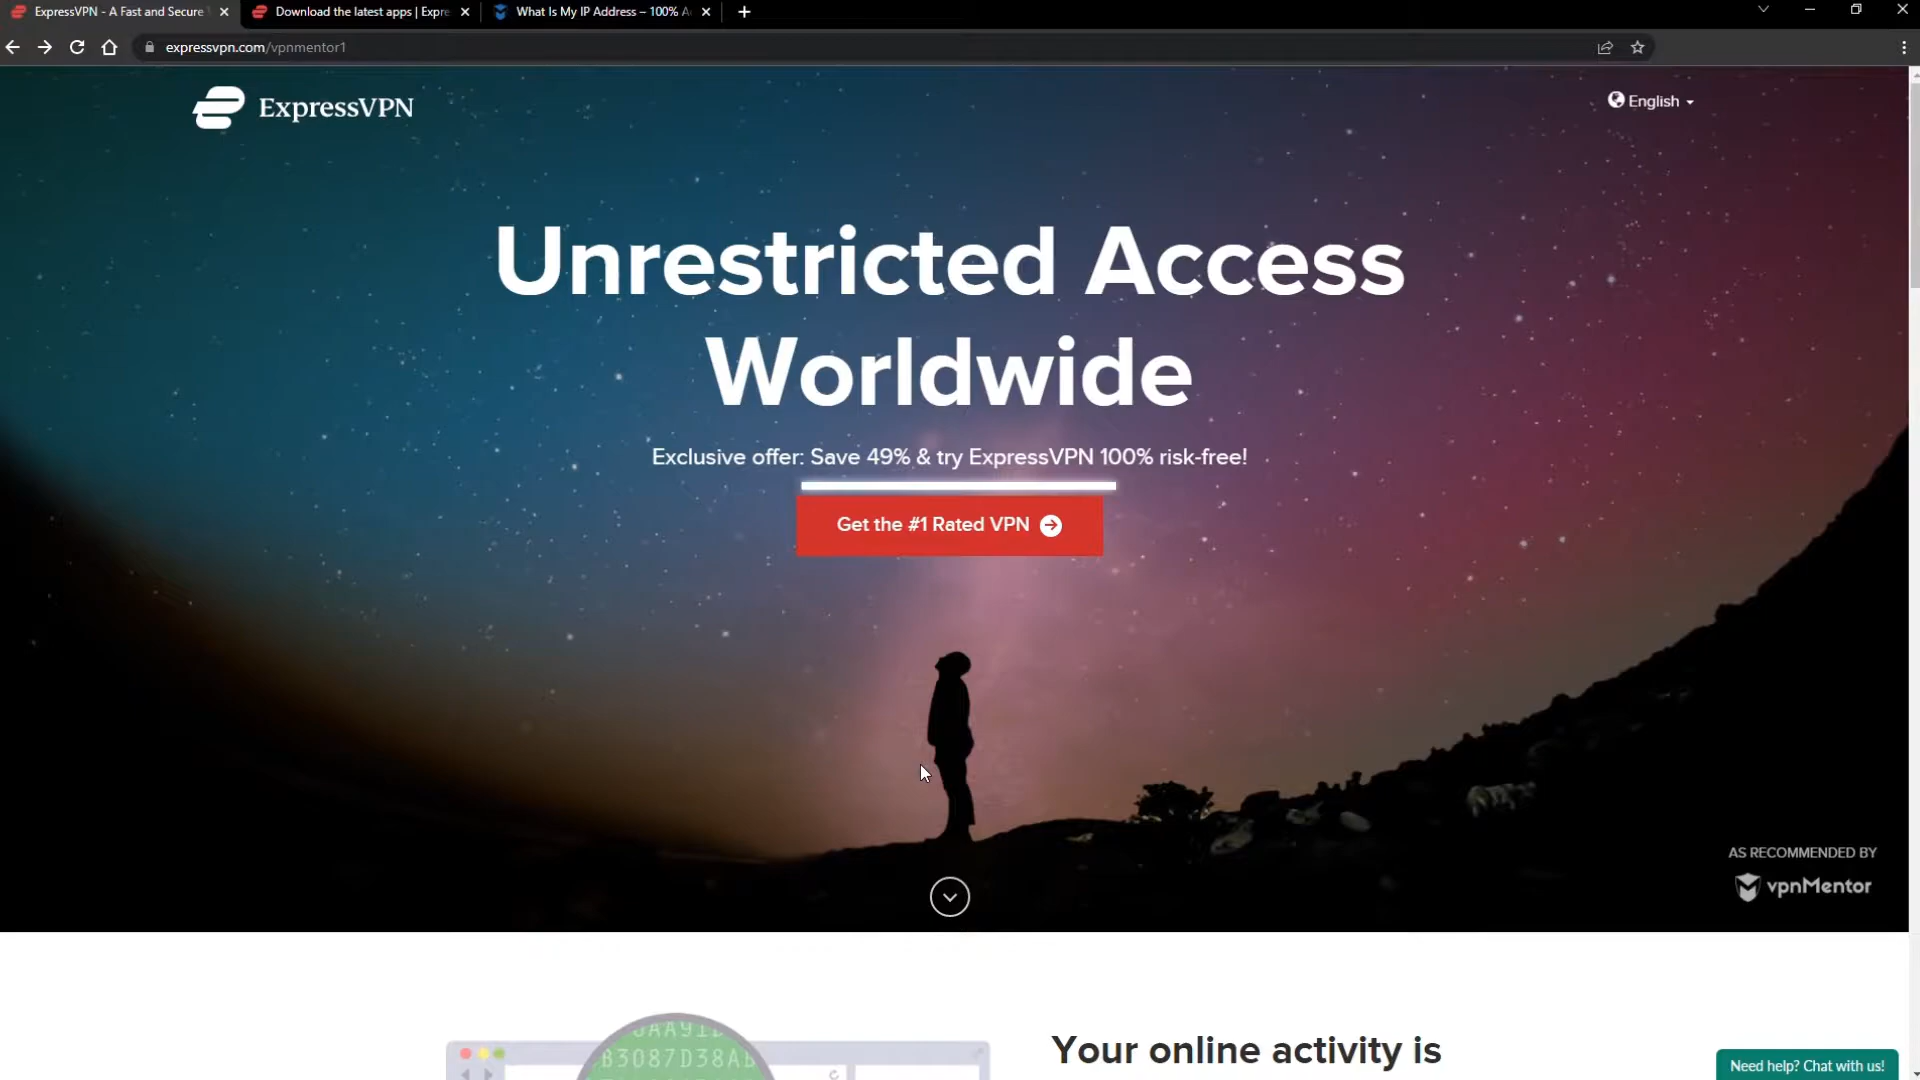 ExpressVPN - A Fast and Secure
Download the latest apps | Expre
What Is My IP Address – 100% A
expressvpn.com/vpnmentor1
ExpressVPN
English
Unrestricted Access
Worldwide
Exclusive offer: Save 49% & try ExpressVPN 100% risk-free!
Get the #1 Rated VPN
AS RECOMMENDED BY
vpnMentor
B3087D38AB
Your online activity is
Need help? Chat with us!